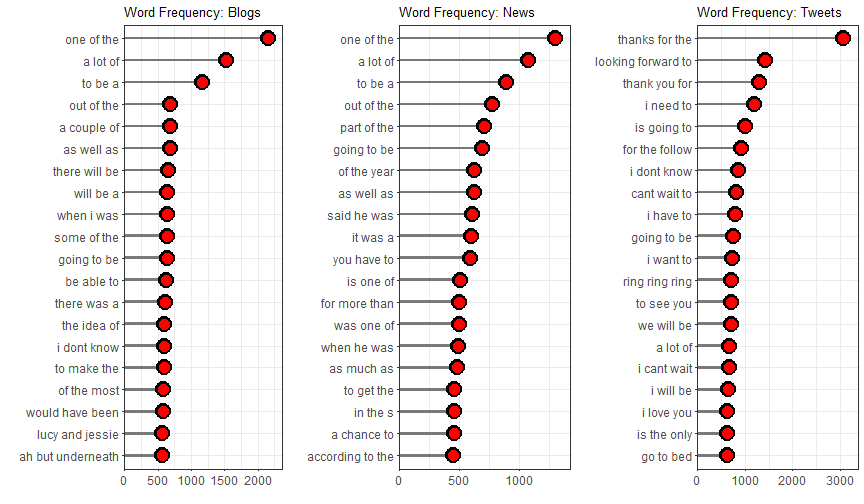 Word Frequency: Blogs
one of the
a lot of
to be a
out of the
a couple of
as well as
there will be
will be a
when i was
some of the
going to be
be able to
there was a
the idea of
i dont know
to make the
of the most
would have been
lucy and jessie
ah but underneath
0 500 1000 1500 2000
Word Frequency: News
one of the
a lot of
to be a
out of the
part of the
going to be
of the year
as well as
said he was
it was a
you have to
is one of
for more than
was one of
when he was
as much as
to get the
in the s
a chance to
according to the
0 500 1000
Word Frequency: Tweets
thanks for the
looking forward to
thank you for
i need to
is going to
for the follow
i dont know
cant wait to
i have to
going to be
i want to
ring ring ring
to see you
we will be
a lot of
i cant wait
i will be
i love you
is the only
go to bed
0 1000 2000 3000